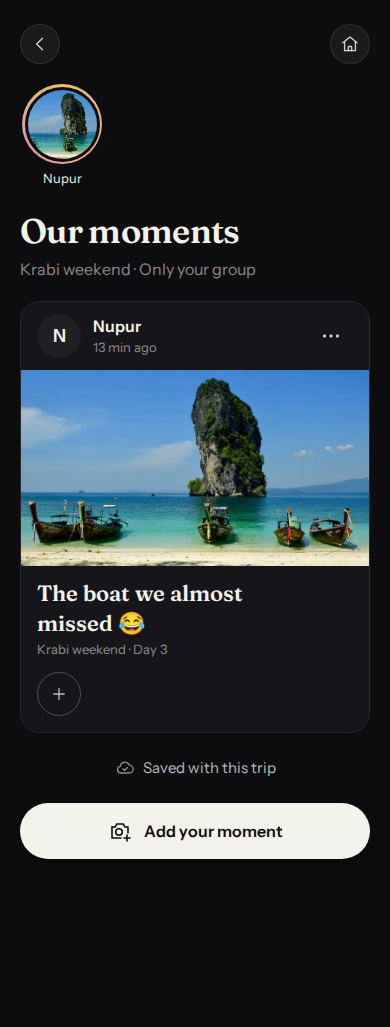 Nupur
Our moments
Krabi weekend · Only your group
N
Nupur
13 min ago
The boat we almost
missed 😂
Krabi weekend · Day 3
Saved with this trip
Add your moment